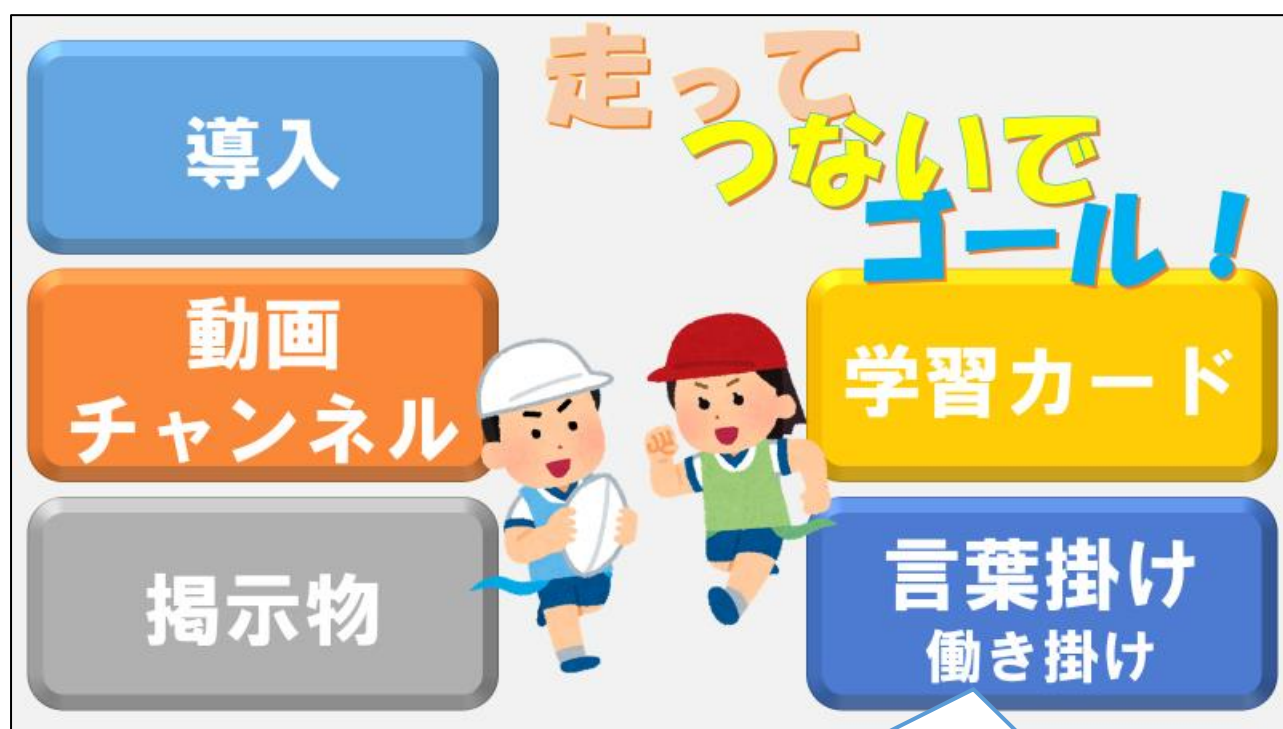 走って
つないで
ゴール！
導入
動画
チャンネル
掲示物
学習カード
言葉掛け
働き掛け